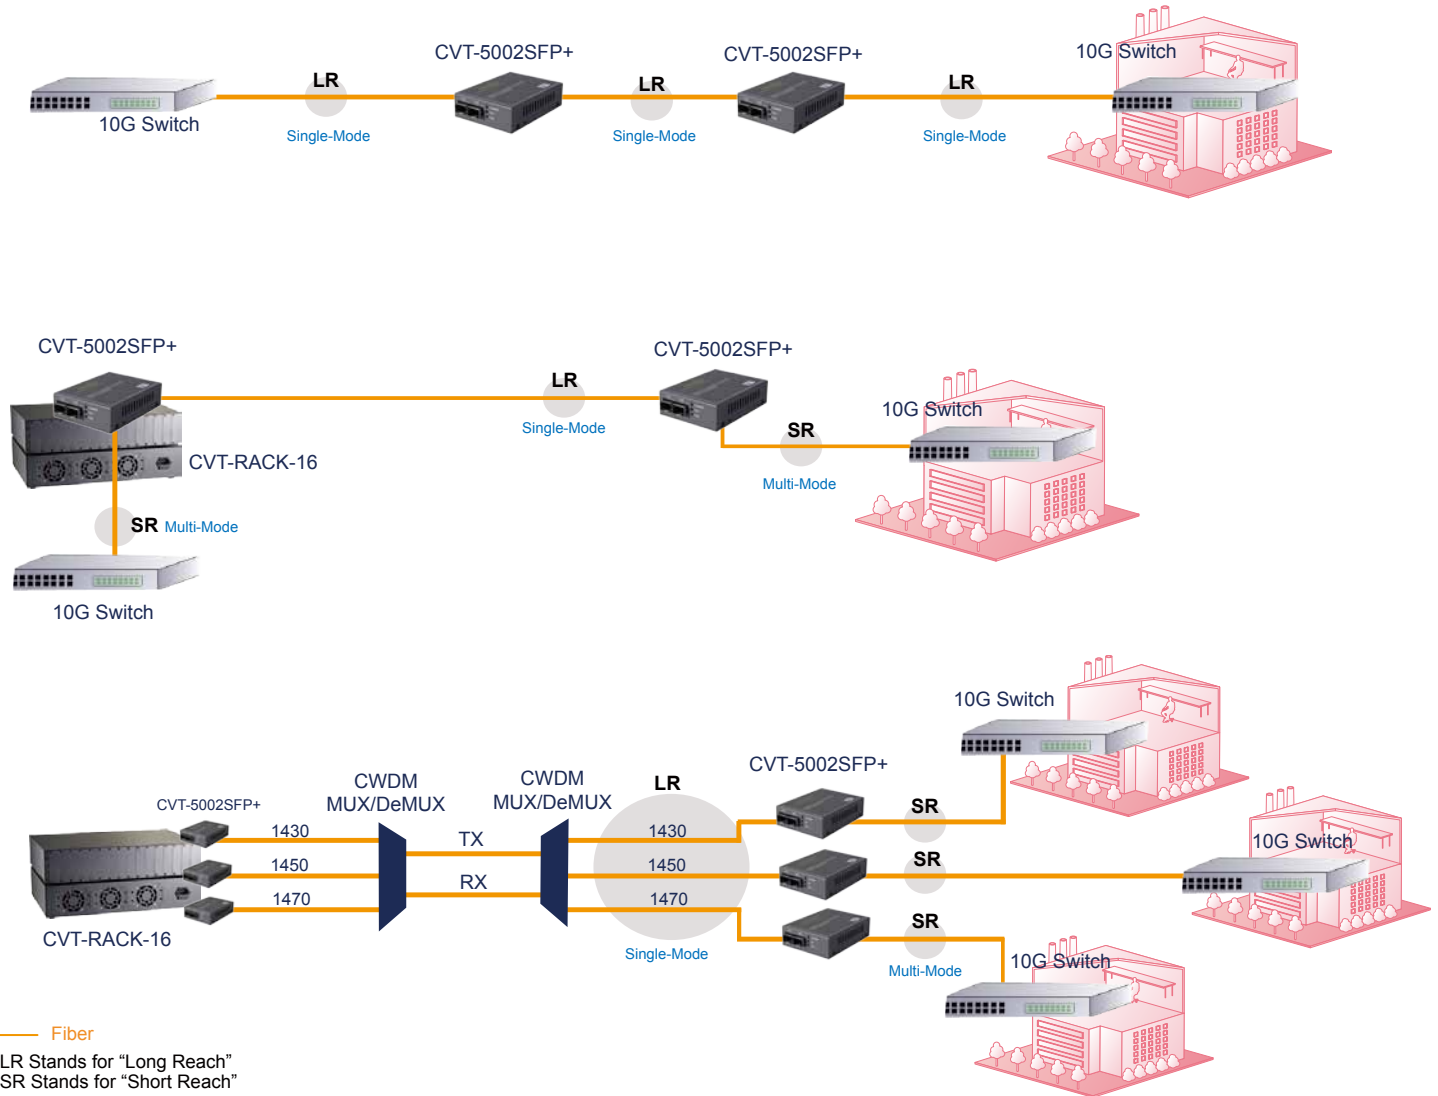 CVT-5002SFP+
CVT-5002SFP+
10G Switch
LR
LR
LR
10G Switch
Single-Mode
Single-Mode
Single-Mode
CVT-5002SFP+
CVT-5002SFP+
LR
10G Switch
Single-Mode
SR
CVT-RACK-16
Multi-Mode
SR Multi-Mode
10G Switch
10G Switch
CVT-5002SFP+
CWDM
MUX/DeMUX
CWDM
MUX/DeMUX
LR
CVT-5002SFP+
SR
1430
TX
1430
10G Switch
1450
1450
SR
RX
1470
1470
SR
CVT-RACK-16
Single-Mode
Multi-Mode
10G Switch
Fiber
LR Stands for “Long Reach”
SR Stands for “Short Reach”